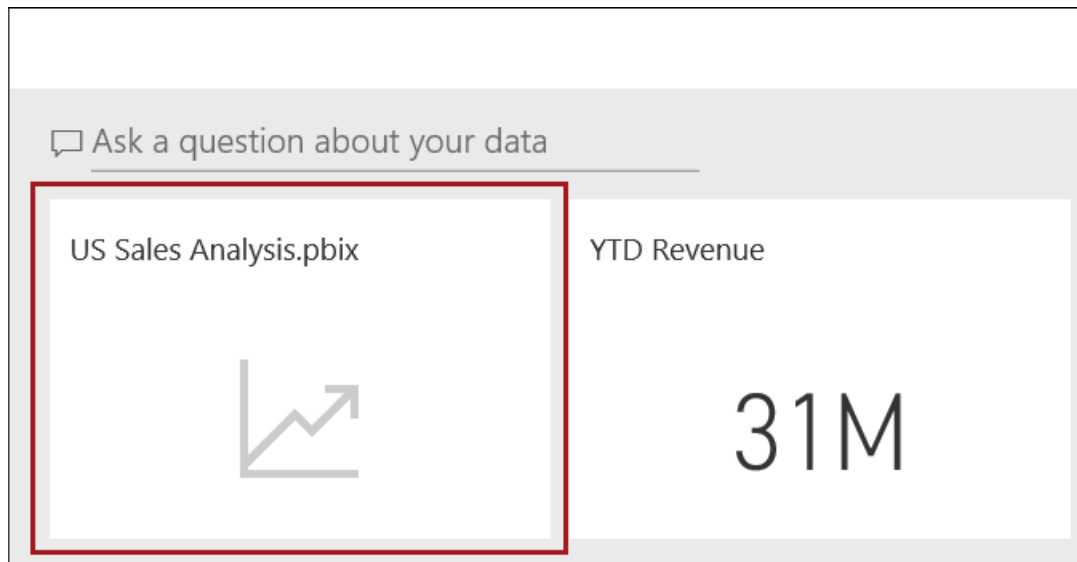 Ask a question about your data
US Sales Analysis.pbix
YTD Revenue
31M